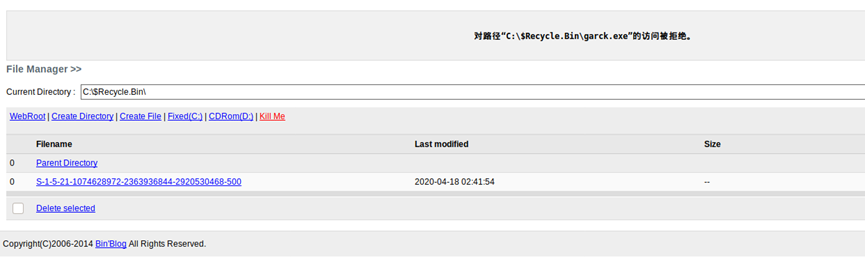 对路径“C:\$Recycle.Bin\garck.exe”的访问被拒绝。
File Manager >>
Current Directory : C:\$Recycle.Bin\
WebRoot | Create Directory | Create File | Fixed(C:) | CDRom(D:) | Kill Me
Filename Last modified Size
0 Parent Directory
0 S-1-5-21-1074628972-2363936844-2920530468-500 2020-04-18 02:41:54 --
Delete selected
Copyright(C)2006-2014 Bin'Blog All Rights Reserved.